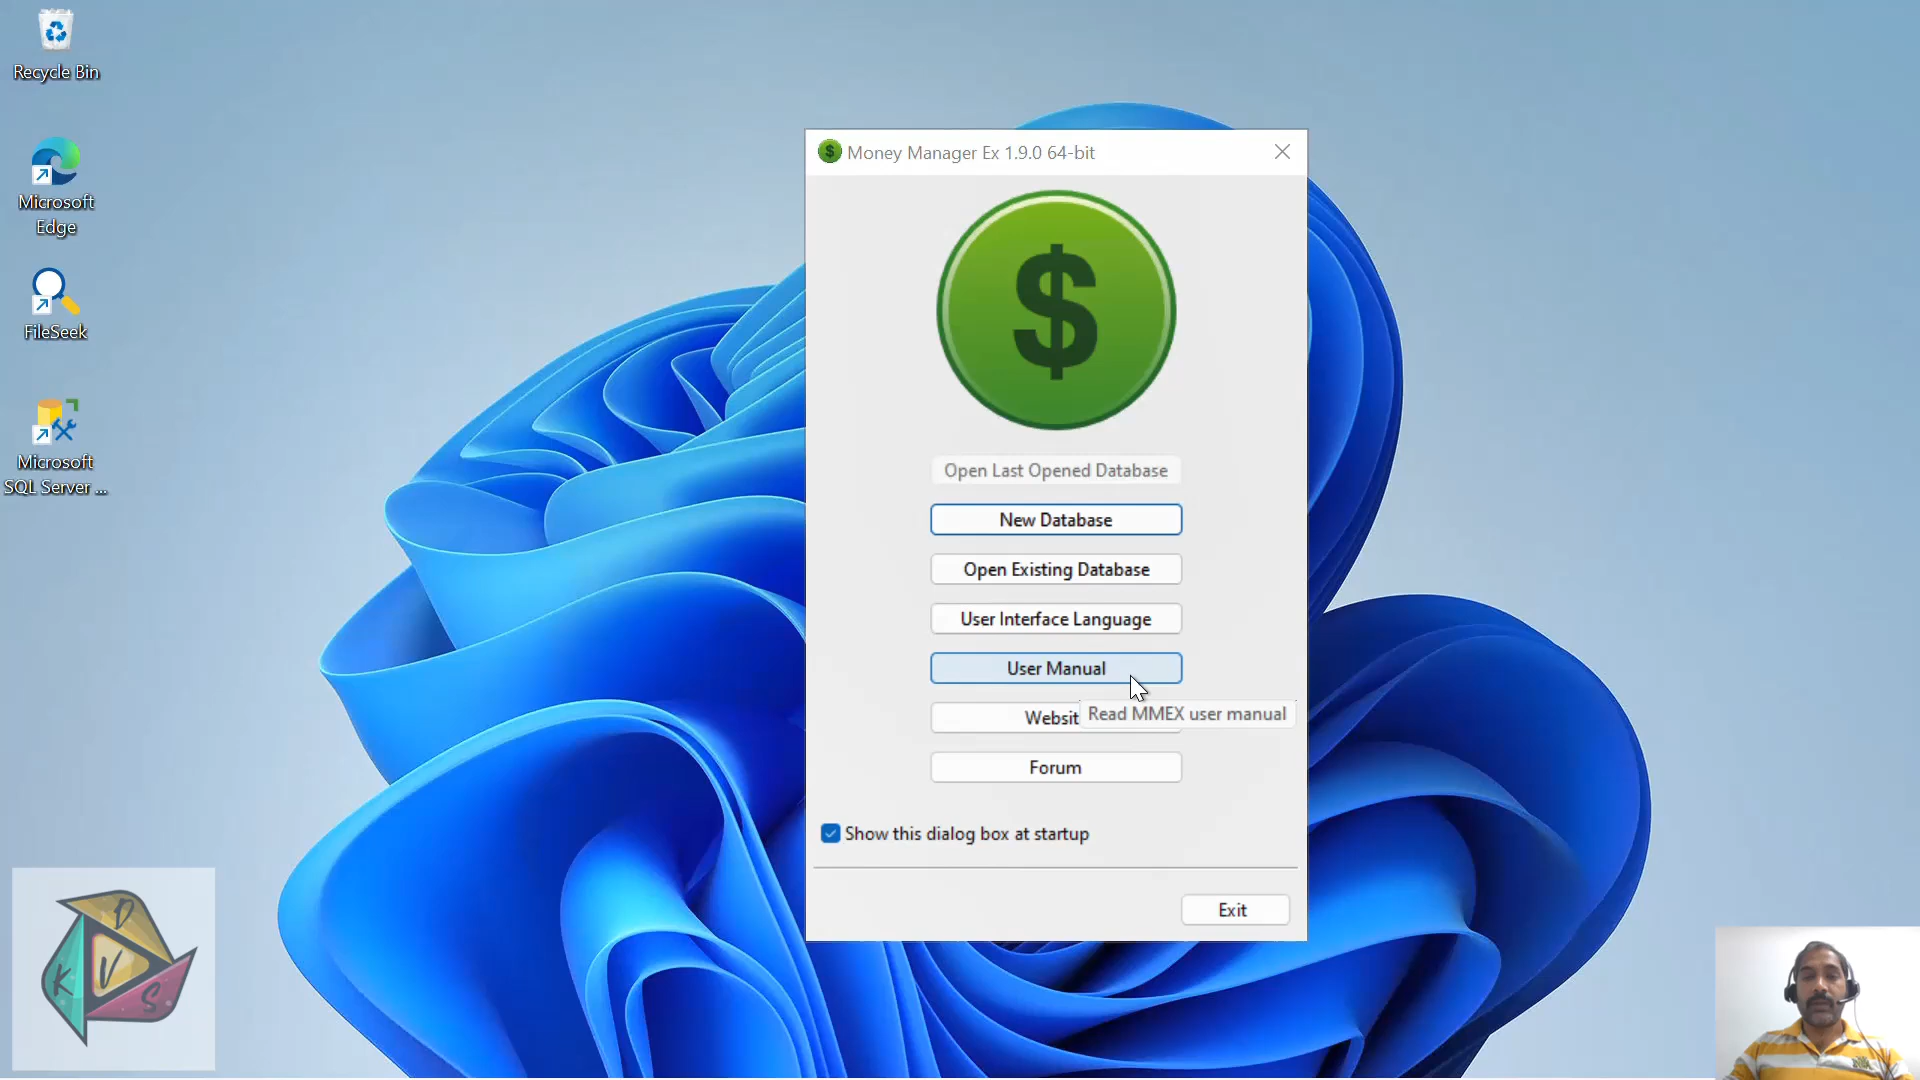 Recycle Bin
Microsoft
Edge
FileSeek
Microsoft
SQL Server ...
$ Money Manager Ex 1.9.0 64-bit
$
Open Last Opened Database
New Database
Open Existing Database
User Interface Language
User Manual
Websit
Read MMEX user manual
Forum
Show this dialog box at startup
Exit
D
K V S